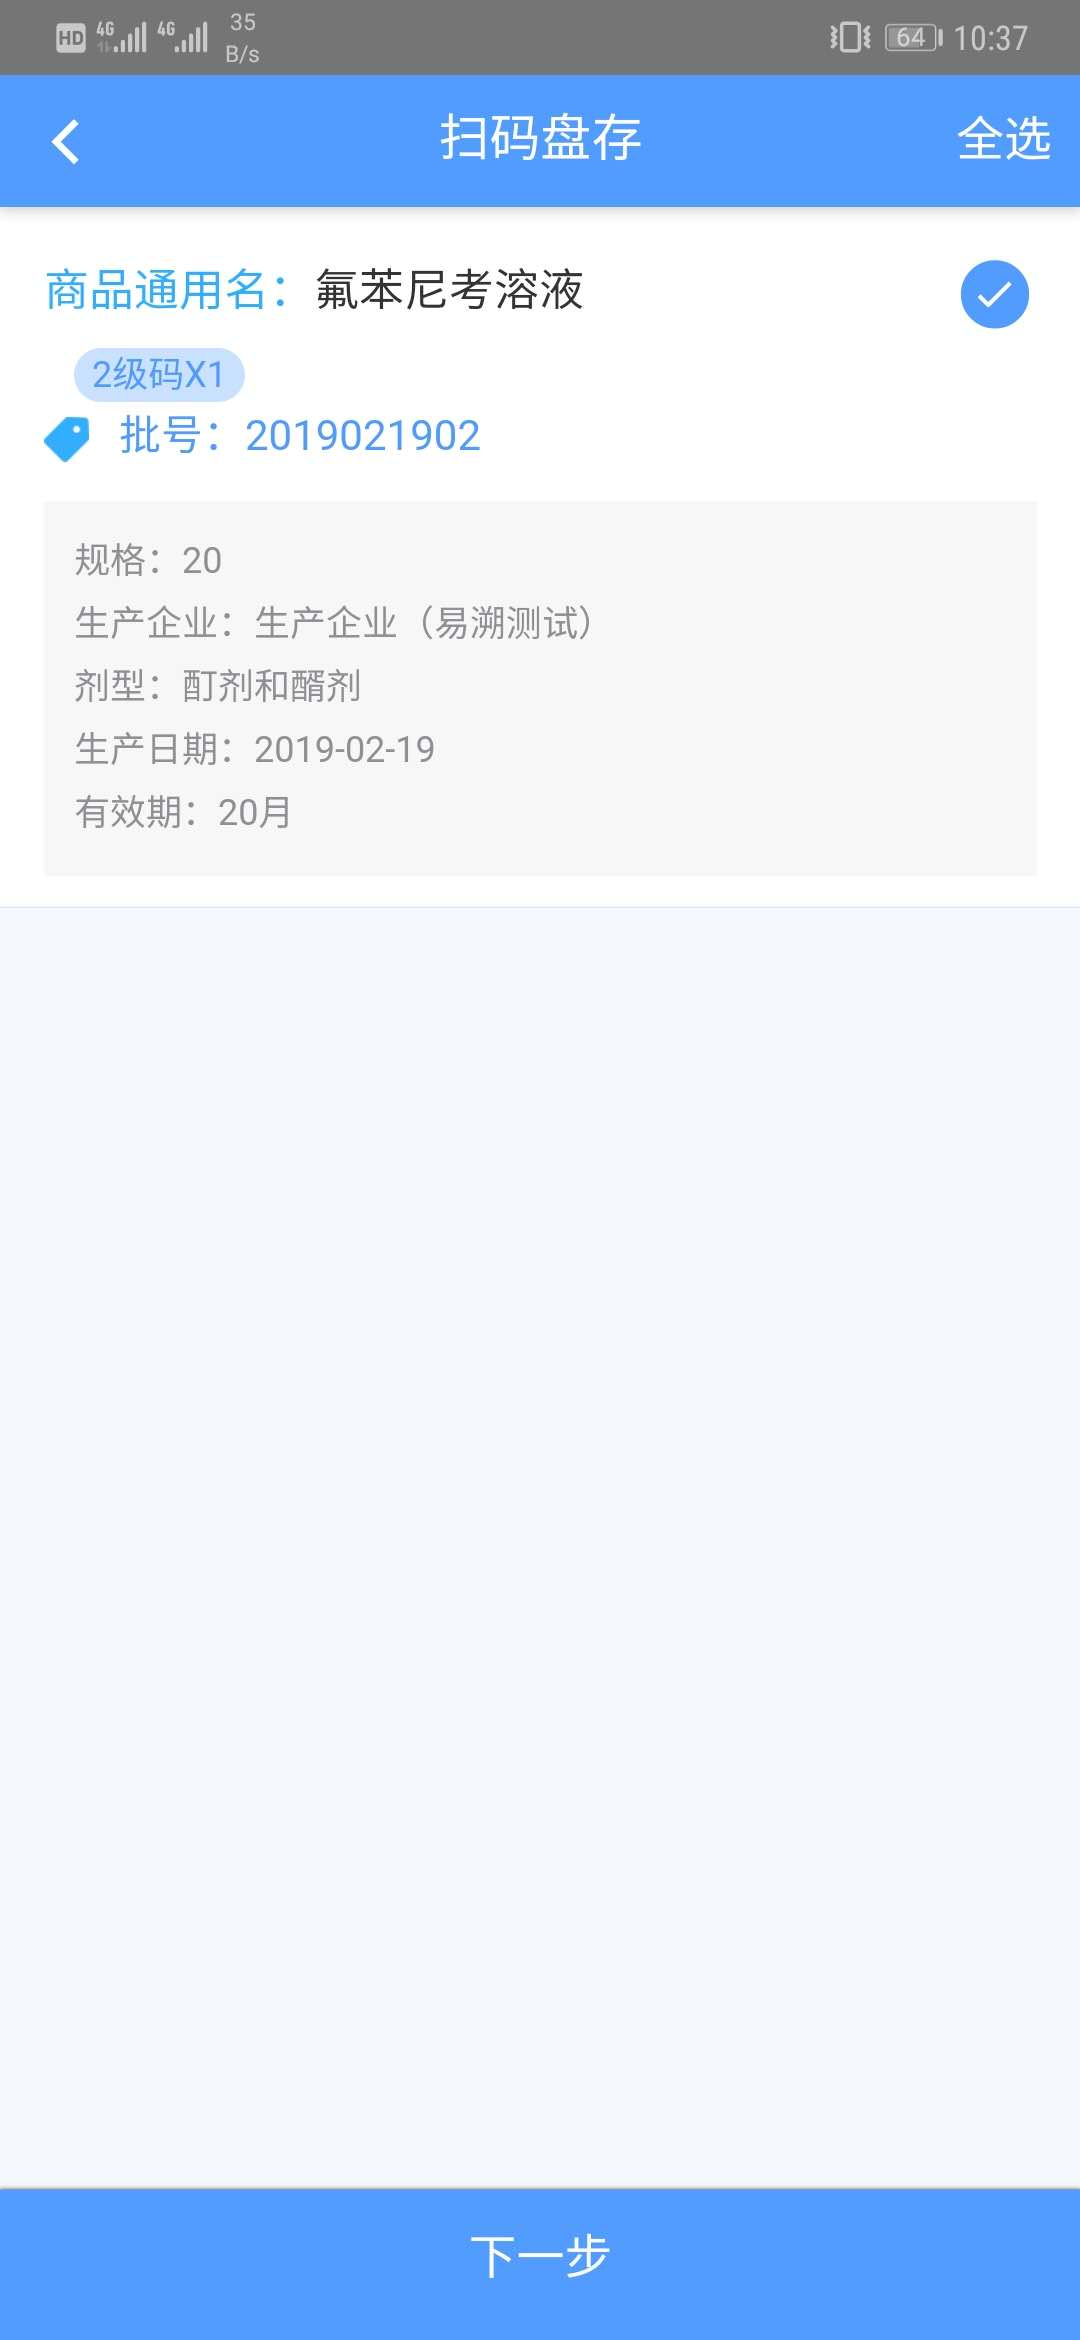 HD 4G 4G 35 B/s 64 10:37
扫码盘存 全选
商品通用名：氟苯尼考溶液
2级码X1
批号：2019021902
规格：20
生产企业：生产企业（易溯测试）
剂型：酊剂和醑剂
生产日期：2019-02-19
有效期：20月
下一步